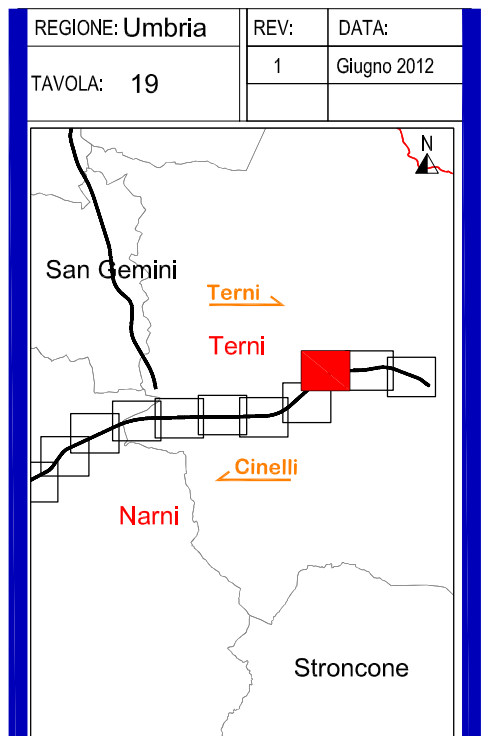 REGIONE: Umbria
REV:
DATA:
TAVOLA: 19
1
Giugno 2012
N
San Gemini
Terni
Terni
Cinelli
Narni
Stroncone